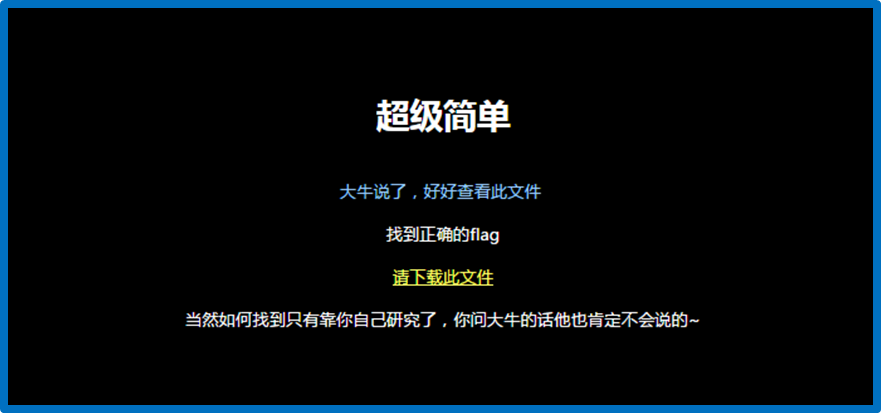 超级简单
大牛说了，好好查看此文件
找到正确的flag
请下载此文件
当然如何找到只有靠你自己研究了，你问大牛的话他也肯定不会说的~